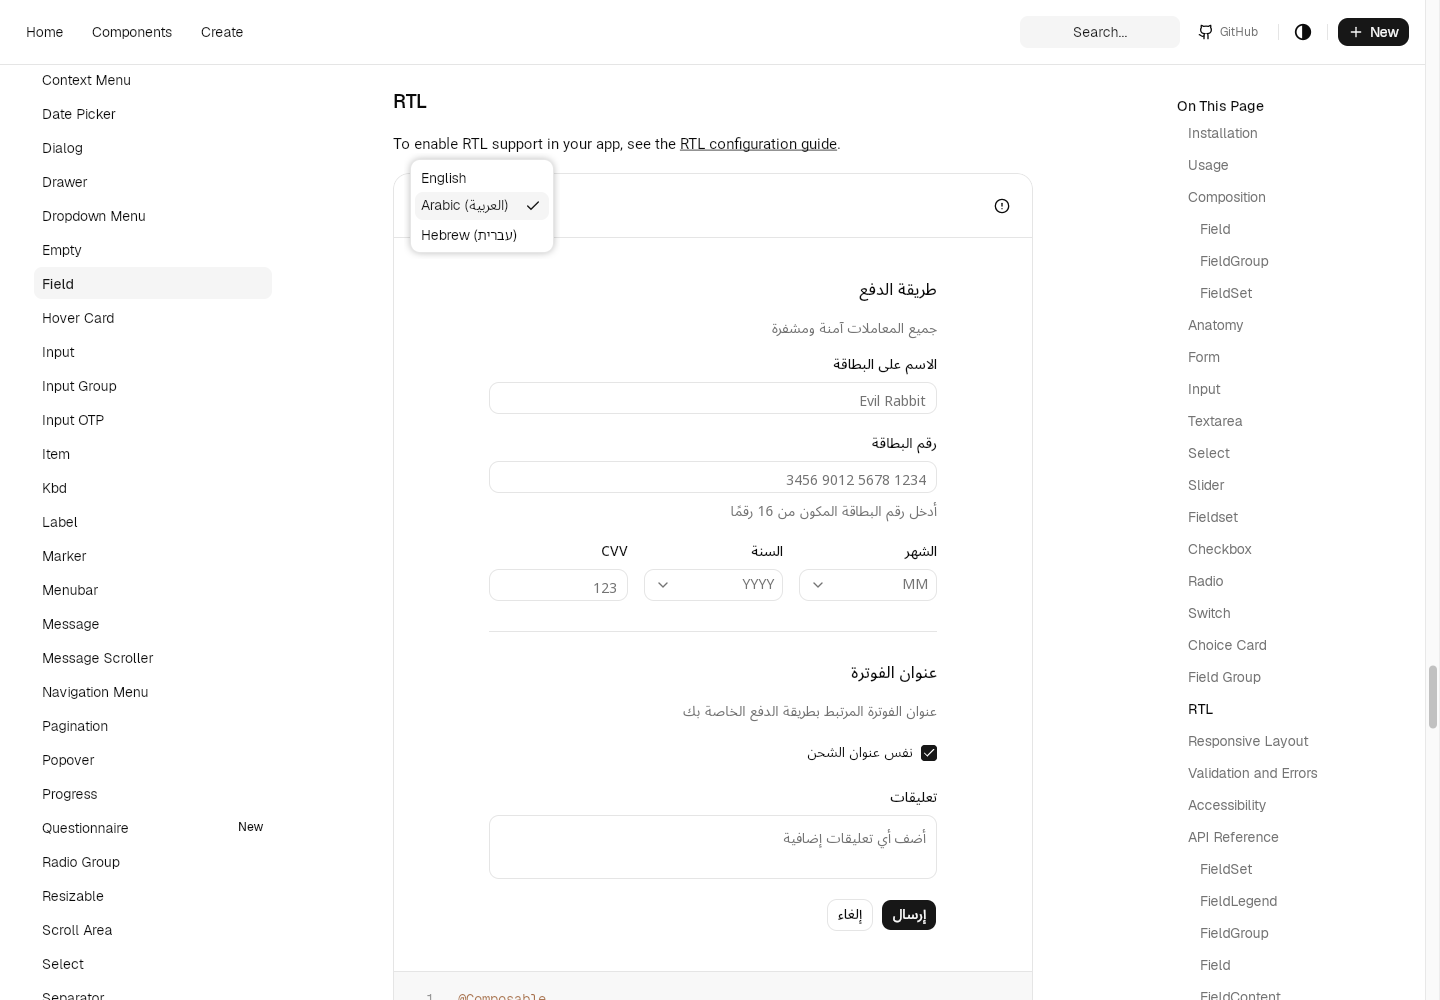 Home
Components
Create
Search...
GitHub
New
Context Menu
Date Picker
Dialog
Drawer
Dropdown Menu
Empty
Field
Hover Card
Input
Input Group
Input OTP
Item
Kbd
Label
Marker
Menubar
Message
Message Scroller
Navigation Menu
Pagination
Popover
Progress
Questionnaire
New
Radio Group
Resizable
Scroll Area
Select
Separator
RTL
To enable RTL support in your app, see the RTL configuration guide.
English
Arabic (العربية)
Hebrew (עברית)
طريقة الدفع
جميع المعاملات آمنة ومشفرة
الاسم على البطاقة
Evil Rabbit
رقم البطاقة
3456 9012 5678 1234
أدخل رقم البطاقة المكون من 16 رقمًا
الشهر
السنة
CVV
MM
YYYY
123
عنوان الفوترة
عنوان الفوترة المرتبط بطريقة الدفع الخاصة بك
نفس عنوان الشحن
تعليقات
أضف أي تعليقات إضافية
إرسال
إلغاء
1 @Composable
On This Page
Installation
Usage
Composition
Field
FieldGroup
FieldSet
Anatomy
Form
Input
Textarea
Select
Slider
Fieldset
Checkbox
Radio
Switch
Choice Card
Field Group
RTL
Responsive Layout
Validation and Errors
Accessibility
API Reference
FieldSet
FieldLegend
FieldGroup
Field
FieldContent